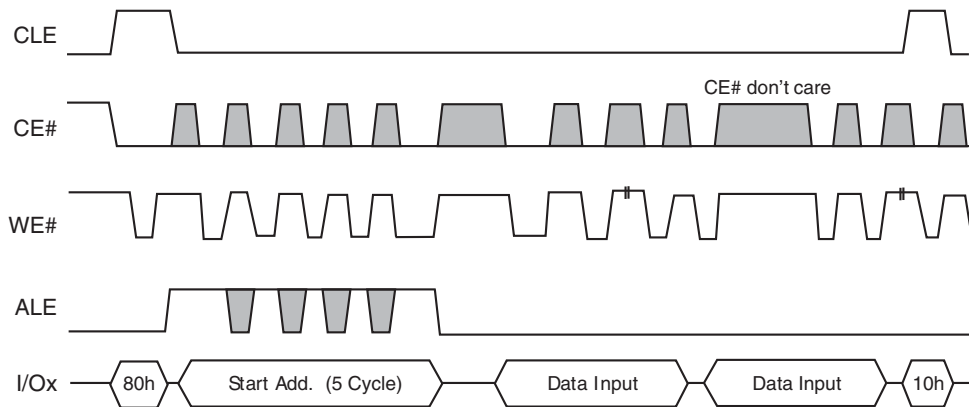 CLE
CE# don't care
CE#
WE#
ALE
I/Ox
80h
Start Add. (5 Cycle)
Data Input
Data Input
10h